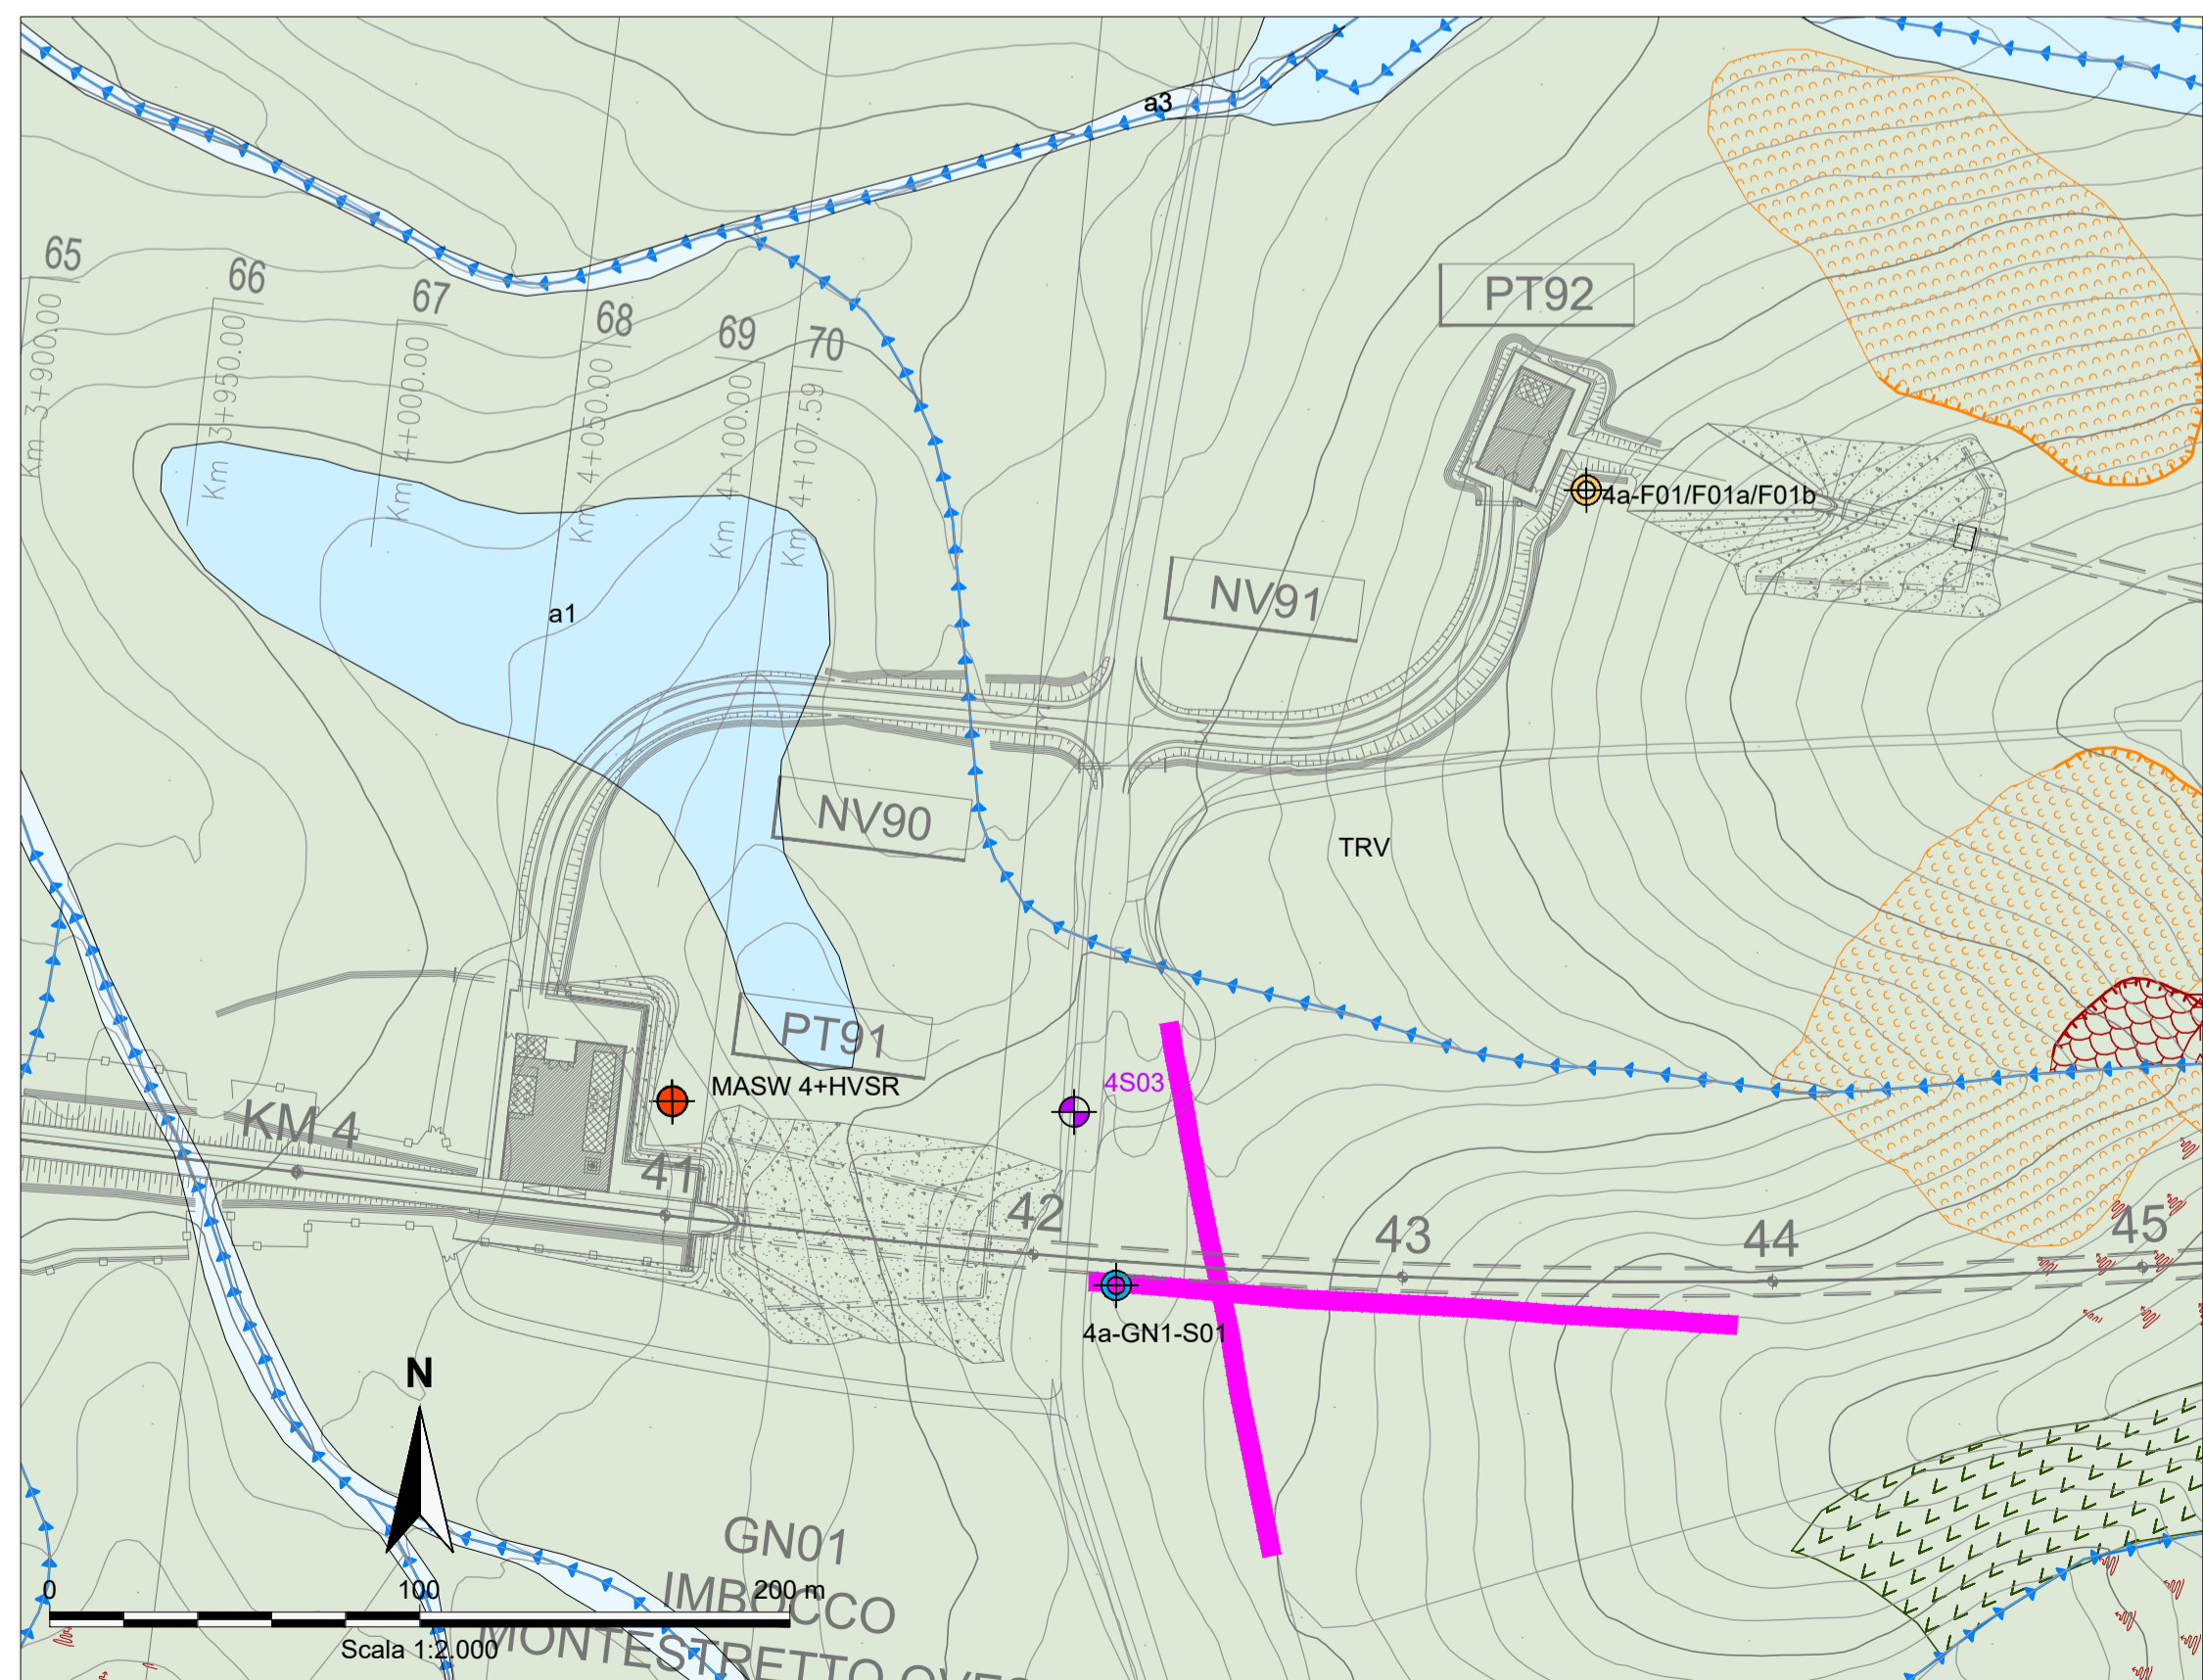 a3
65
66
67
68
69
70
Km 3+900.00
Km 3+950.00
Km 4+000.00
Km 4+050.00
Km 4+100.00
Km 4+107.59
PT92
4a-F01/F01a/F01b
a1
NV91
NV90
TRV
PT91
MASW 4+HVSR
4S03
KM 4
41
42
43
44
45
4a-GN1-S01
N
GN01
IMBOCCO
MONTESTRETTO OVES
0 100 200 m
Scala 1:2.000